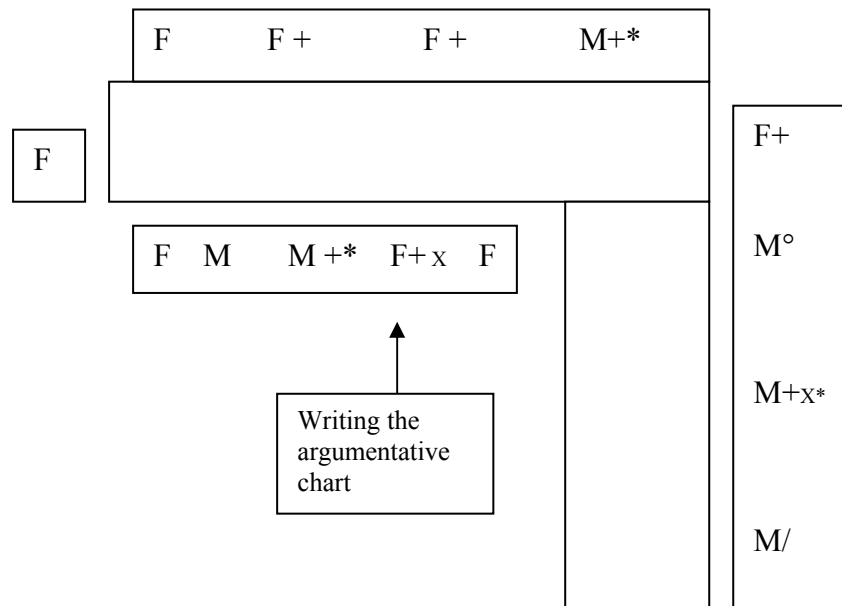 F F + F + M+*
F
F+
F M M +* F+ x F
M°
Writing the
argumentative
chart
M+x*
M/